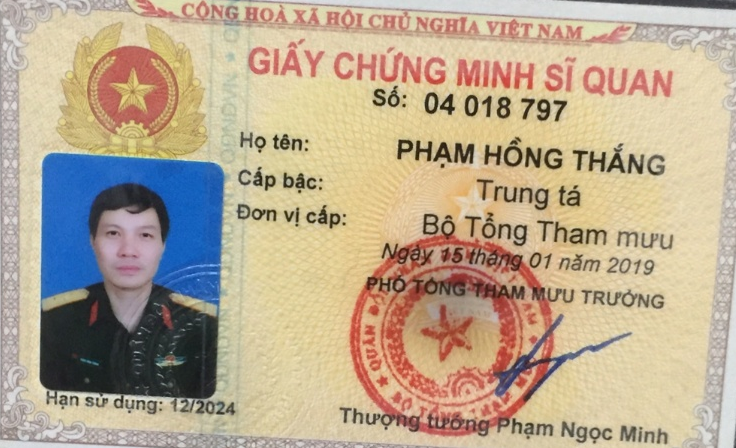 CỘNG HOÀ XÃ HỘI CHỦ NGHĨA VIỆT NAM
GIẤY CHỨNG MINH SĨ QUAN
Số: 04 018 797
Họ tên: PHẠM HỒNG THẮNG
Cấp bậc: Trung tá
Đơn vị cấp: Bộ Tổng Tham mưu
Ngày 15 tháng 01 năm 2019
PHÓ TỔNG THAM MƯU TRƯỞNG
Hạn sử dụng: 12/2024
Thượng tướng Phạm Ngọc Minh